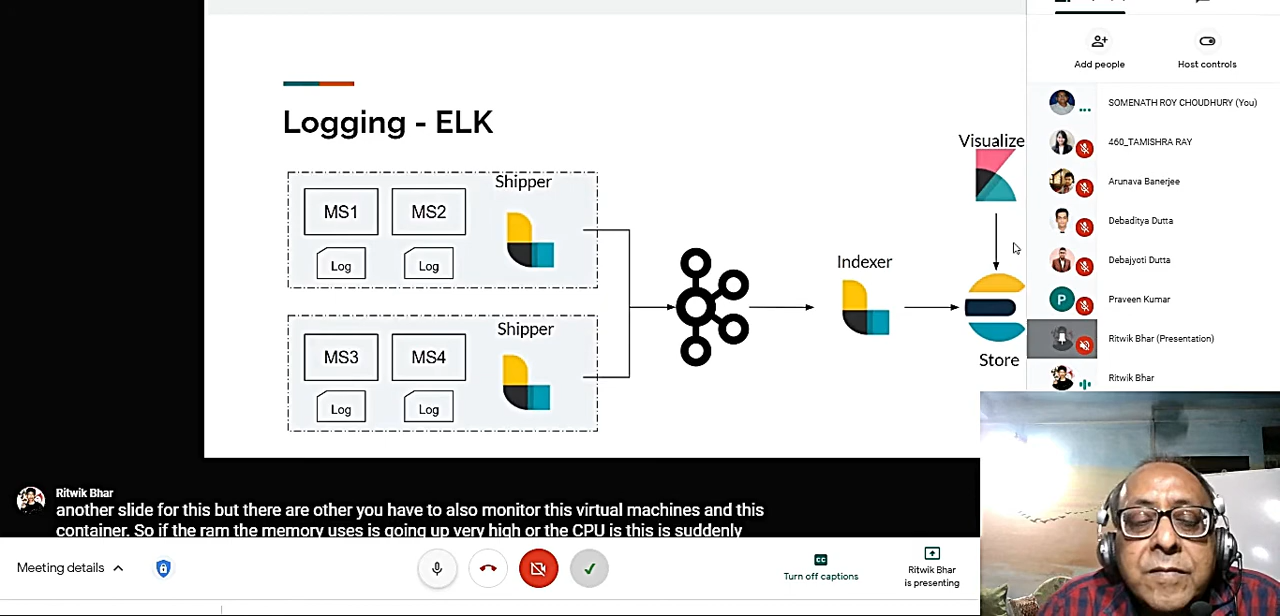 Logging - ELK
Visualize
Shipper
MS1
MS2
Log
Log
Indexer
Shipper
MS3
MS4
Log
Log
Store
Add people
Host controls
SOMENATH ROY CHOUDHURY (You)
460_TAMISHRA RAY
Arunava Banerjee
Debaditya Dutta
Debajyoti Dutta
P
Praveen Kumar
Ritwik Bhar (Presentation)
Ritwik Bhar
Ritwik Bhar
another slide for this but there are other you have to also monitor this virtual machines and this
container. So if the ram the memory uses is going up very high or the CPU is this is suddenly
Meeting details
CC
Turn off captions
Ritwik Bhar
is presenting